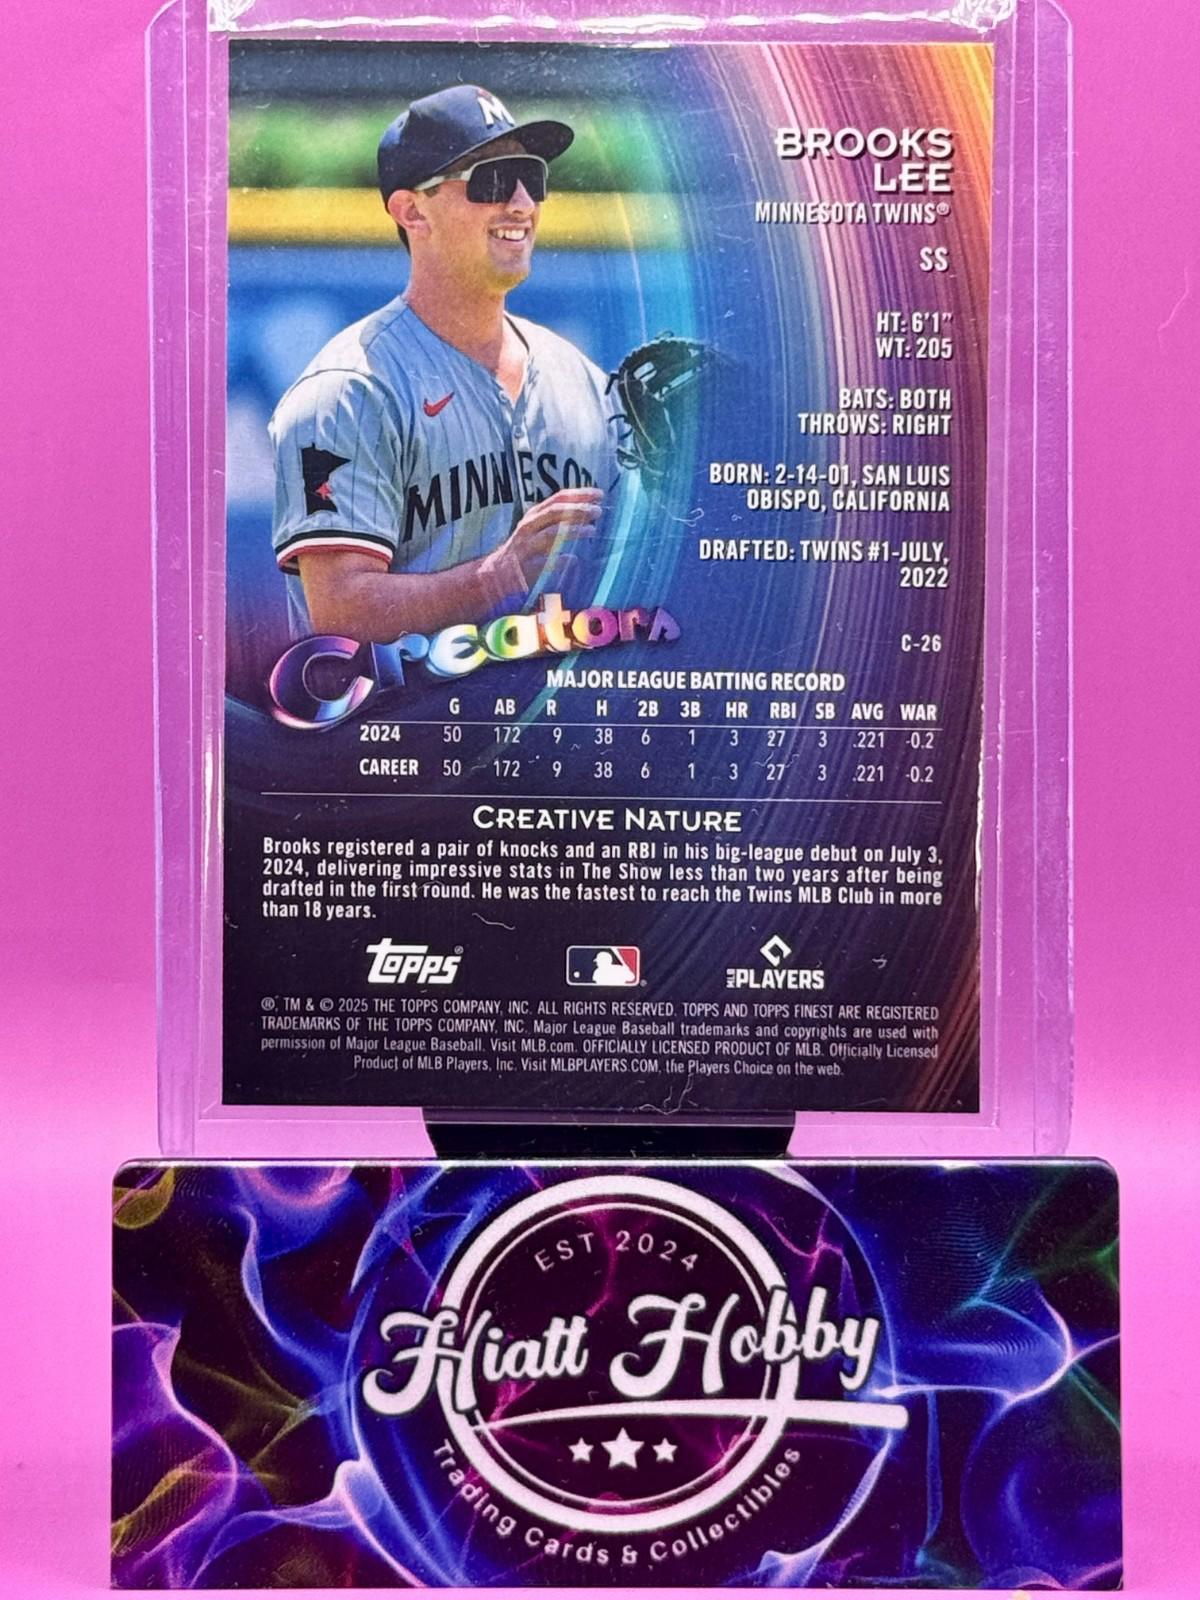 M
BROOKS
LEE
MINNESOTA TWINS®
SS
HT: 6'1"
WT: 205
BATS: BOTH
THROWS: RIGHT
BORN: 2-14-01, SAN LUIS
OBISPO, CALIFORNIA
DRAFTED: TWINS #1-JULY,
2022
MINNESOT
Creators
C-26
MAJOR LEAGUE BATTING RECORD
G AB R H 2B 3B HR RBI SB AVG WAR
2024 50 172 9 38 6 1 3 27 3 .221 -0.2
CAREER 50 172 9 38 6 1 3 27 3 .221 -0.2
CREATIVE NATURE
Brooks registered a pair of knocks and an RBI in his big-league debut on July 3,
2024, delivering impressive stats in The Show less than two years after being
drafted in the first round. He was the fastest to reach the Twins MLB Club in more
than 18 years.
Topps® MLB PLAYERS
®, TM & © 2025 THE TOPPS COMPANY, INC. ALL RIGHTS RESERVED. TOPPS AND TOPPS FINEST ARE REGISTERED
TRADEMARKS OF THE TOPPS COMPANY, INC. Major League Baseball trademarks and copyrights are used with
permission of Major League Baseball. Visit MLB.com. OFFICIALLY LICENSED PRODUCT OF MLB. Officially Licensed
Product of MLB Players, Inc. Visit MLBPLAYERS.COM, the Players Choice on the web.
EST 2024
Hiatt Hobby
Trading Cards & Collectibles